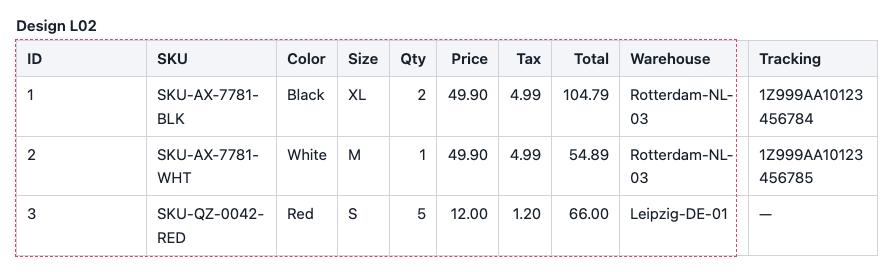 Design L02
ID SKU Color Size Qty Price Tax Total Warehouse Tracking
1 SKU-AX-7781- Black XL 2 49.90 4.99 104.79 Rotterdam-NL- 1Z999AA10123
BLK 03 456784
2 SKU-AX-7781- White M 1 49.90 4.99 54.89 Rotterdam-NL- 1Z999AA10123
WHT 03 456785
3 SKU-QZ-0042- Red S 5 12.00 1.20 66.00 Leipzig-DE-01 —
RED